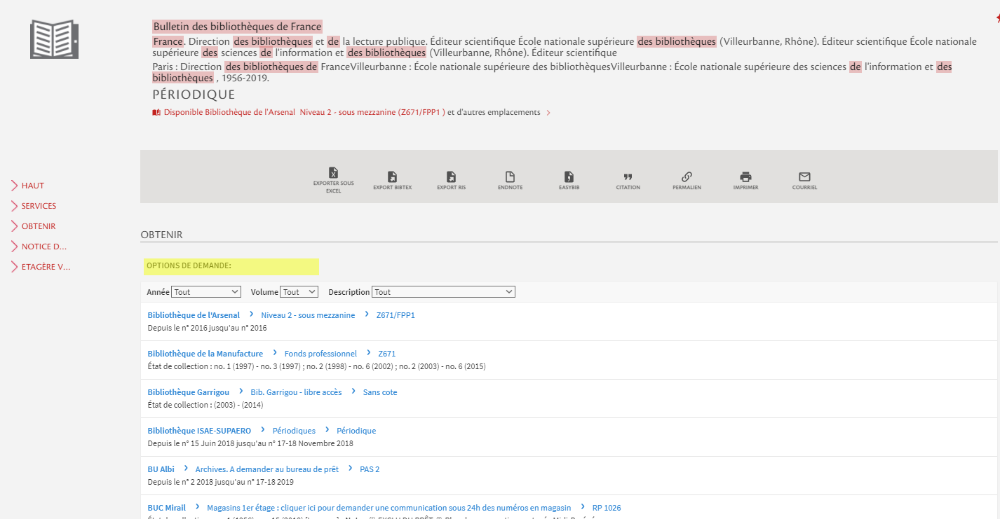 Bulletin des bibliothèques de France
France. Direction des bibliothèques et de la lecture publique. Éditeur scientifique École nationale supérieure des bibliothèques (Villeurbanne, Rhône). Éditeur scientifique École nationale
supérieure des sciences de l'information et des bibliothèques (Villeurbanne, Rhône). Éditeur scientifique
Paris : Direction des bibliothèques de FranceVilleurbanne : École nationale supérieure des bibliothèquesVilleurbanne : École nationale supérieure des sciences de l'information et des
bibliothèques , 1956-2019.
PÉRIODIQUE
Disponible Bibliothèque de l'Arsenal Niveau 2 - sous mezzanine (Z671/FPP1 ) et d'autres emplacements
HAUT
SERVICES
OBTENIR
NOTICE D...
ETAGÈRE V...
EXPORTER SOUS
EXCEL
EXPORT BIBTEX
EXPORT RIS
ENDNOTE
EASYBIB
CITATION
PERMALIEN
IMPRIMER
COURRIEL
OBTENIR
OPTIONS DE DEMANDE:
Année Tout Volume Tout Description Tout
Bibliothèque de l'Arsenal Niveau 2 - sous mezzanine Z671/FPP1
Depuis le n° 2016 jusqu'au n° 2016
Bibliothèque de la Manufacture Fonds professionnel Z671
État de collection : no. 1 (1997) - no. 3 (1997) ; no. 2 (1998) - no. 6 (2002) ; no. 2 (2003) - no. 6 (2015)
Bibliothèque Garrigou Bib. Garrigou - libre accès Sans cote
État de collection : (2003) - (2014)
Bibliothèque ISAE-SUPAERO Périodiques Périodique
Depuis le n° 15 Juin 2018 jusqu'au n° 17-18 Novembre 2018
BU Albi Archives. A demander au bureau de prêt PAS 2
Depuis le n° 2 2018 jusqu'au n° 17-18 2019
BUC Mirail Magasins 1er étage : cliquer ici pour demander une communication sous 24h des numéros en magasin RP 1026